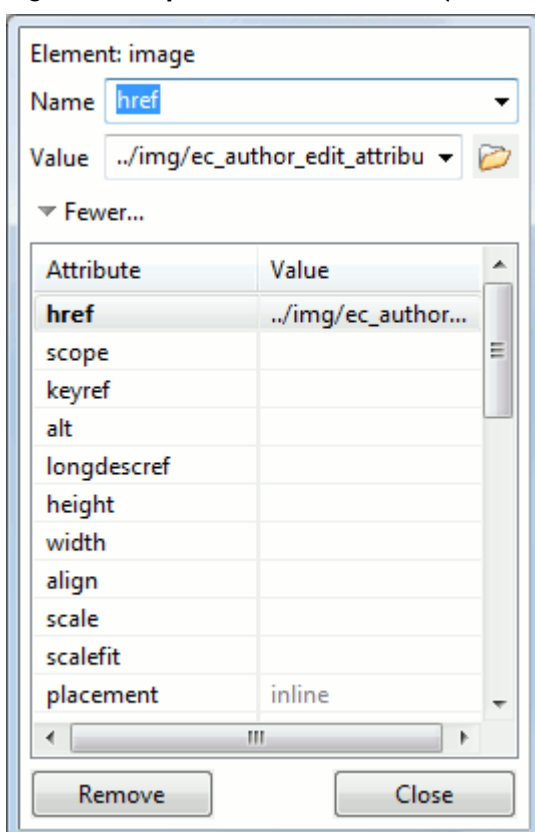 Element: image
Name href
Value ../img/ec_author_edit_attribu
Fewer...
Attribute Value
href ../img/ec_author...
scope
keyref
alt
longdescref
height
width
align
scale
scalefit
placement inline
Remove Close